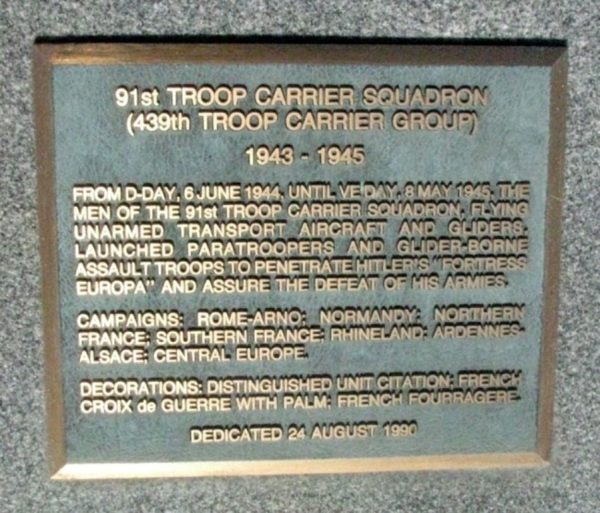 91st TROOP CARRIER SQUADRON
(439th TROOP CARRIER GROUP)
1943 - 1945
FROM D-DAY, 6 JUNE 1944, UNTIL VE DAY, 8 MAY 1945, THE
MEN OF THE 91st TROOP CARRIER SQUADRON, FLYING
UNARMED TRANSPORT AIRCRAFT AND GLIDERS,
LAUNCHED PARATROOPERS AND GLIDER-BORNE
ASSAULT TROOPS TO PENETRATE HITLER'S "FORTRESS
EUROPA" AND ASSURE THE DEFEAT OF HIS ARMIES.
CAMPAIGNS: ROME-ARNO; NORMANDY; NORTHERN
FRANCE; SOUTHERN FRANCE; RHINELAND; ARDENNES-
ALSACE; CENTRAL EUROPE.
DECORATIONS: DISTINGUISHED UNIT CITATION; FRENCH
CROIX de GUERRE WITH PALM; FRENCH FOURRAGERE.
DEDICATED 24 AUGUST 1990